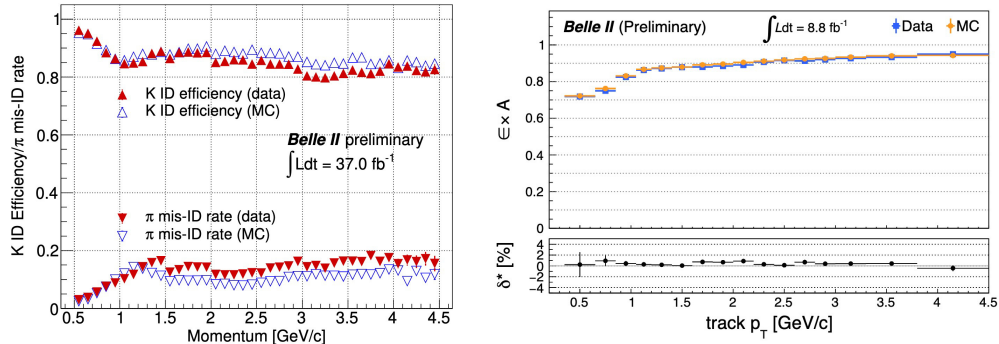 K ID Efficiency/π mis-ID rate
1
0.8
0.6
0.4
0.2
0
K ID efficiency (data)
K ID efficiency (MC)
Belle II preliminary
∫Ldt = 37.0 fb⁻¹
π mis-ID rate (data)
π mis-ID rate (MC)
0.5 1 1.5 2 2.5 3 3.5 4 4.5
Momentum [GeV/c]
Belle II (Preliminary)
∫Ldt = 8.8 fb⁻¹
Data
MC
∈ × A
1
0.8
0.6
0.4
0.2
0
δ* [%]
4
2
0
−2
−4
0.5 1 1.5 2 2.5 3 3.5 4 4.5
track p_T [GeV/c]